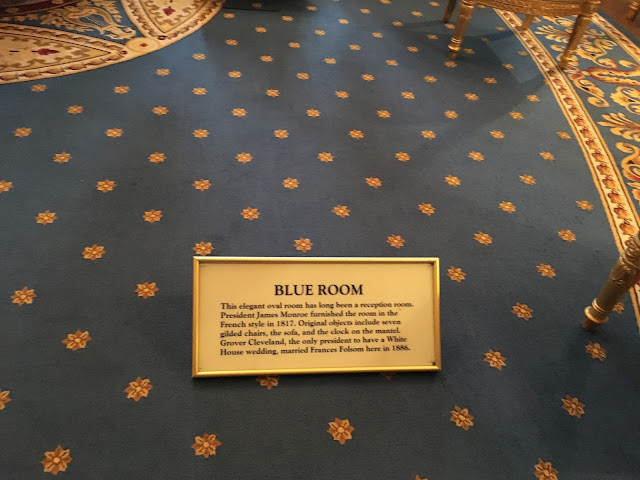 BLUE ROOM
This elegant oval room has long been a reception room.
President James Monroe furnished the room in the
French style in 1817. Original objects include seven
gilded chairs, the sofa, and the clock on the mantel.
Grover Cleveland, the only president to have a White
House wedding, married Frances Folsom here in 1886.